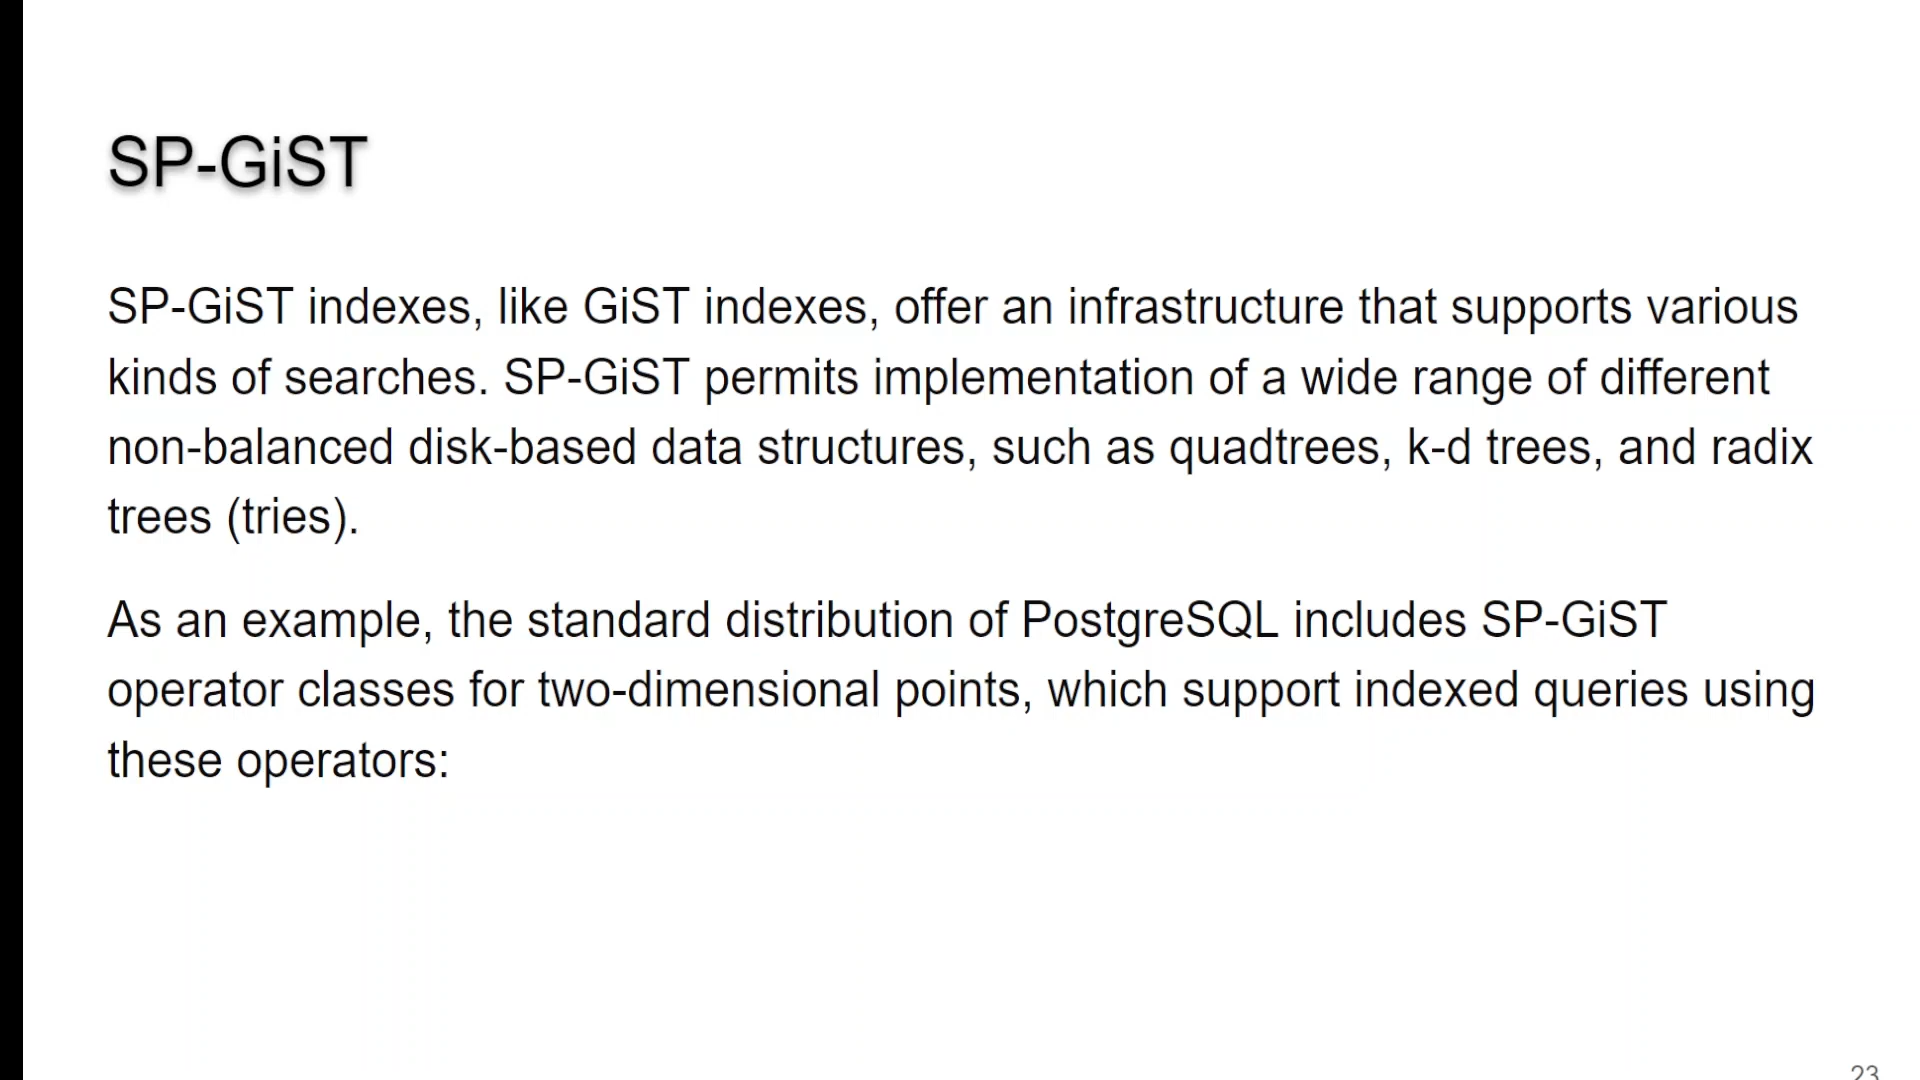 SP-GiST
SP-GiST indexes, like GiST indexes, offer an infrastructure that supports various
kinds of searches. SP-GiST permits implementation of a wide range of different
non-balanced disk-based data structures, such as quadtrees, k-d trees, and radix
trees (tries).
As an example, the standard distribution of PostgreSQL includes SP-GiST
operator classes for two-dimensional points, which support indexed queries using
these operators:
23